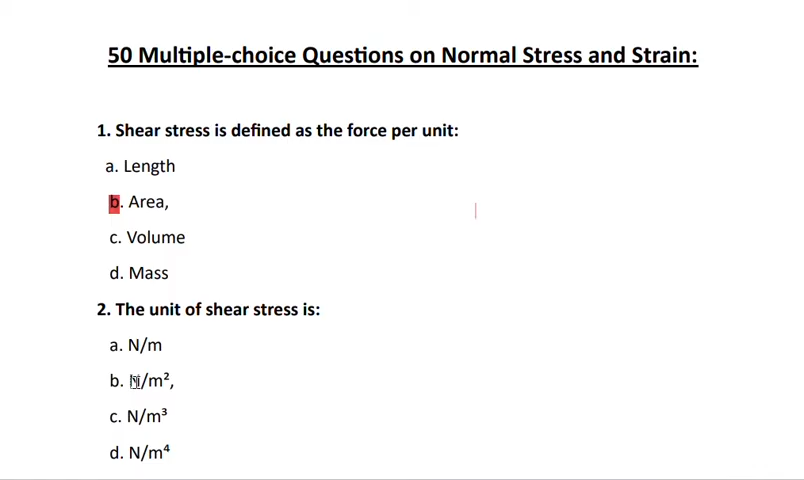 50 Multiple-choice Questions on Normal Stress and Strain:
1. Shear stress is defined as the force per unit:
a. Length
b. Area,
c. Volume
d. Mass
2. The unit of shear stress is:
a. N/m
b. N/m²,
c. N/m³
d. N/m⁴